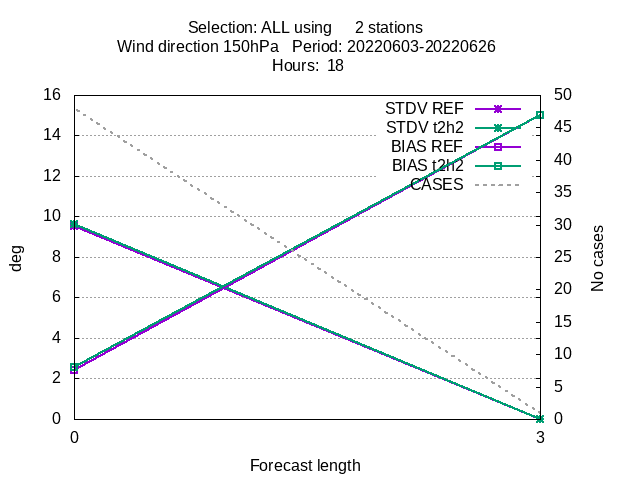 Selection: ALL using     2 stations
Wind direction 150hPa   Period: 20220603-20220626
Hours:  18
16
14
12
10
8
6
4
2
0
50
45
40
35
30
25
20
15
10
5
0
STDV REF
STDV t2h2
BIAS REF
BIAS t2h2
CASES
deg
No cases
0
3
Forecast length